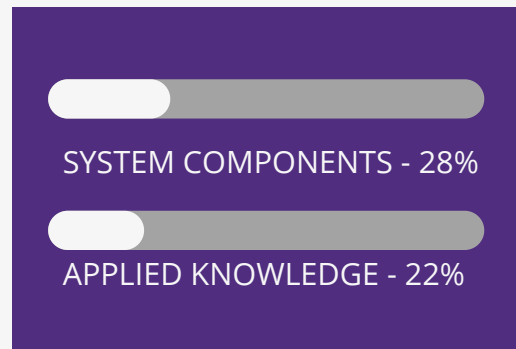 SYSTEM COMPONENTS - 28%
APPLIED KNOWLEDGE - 22%